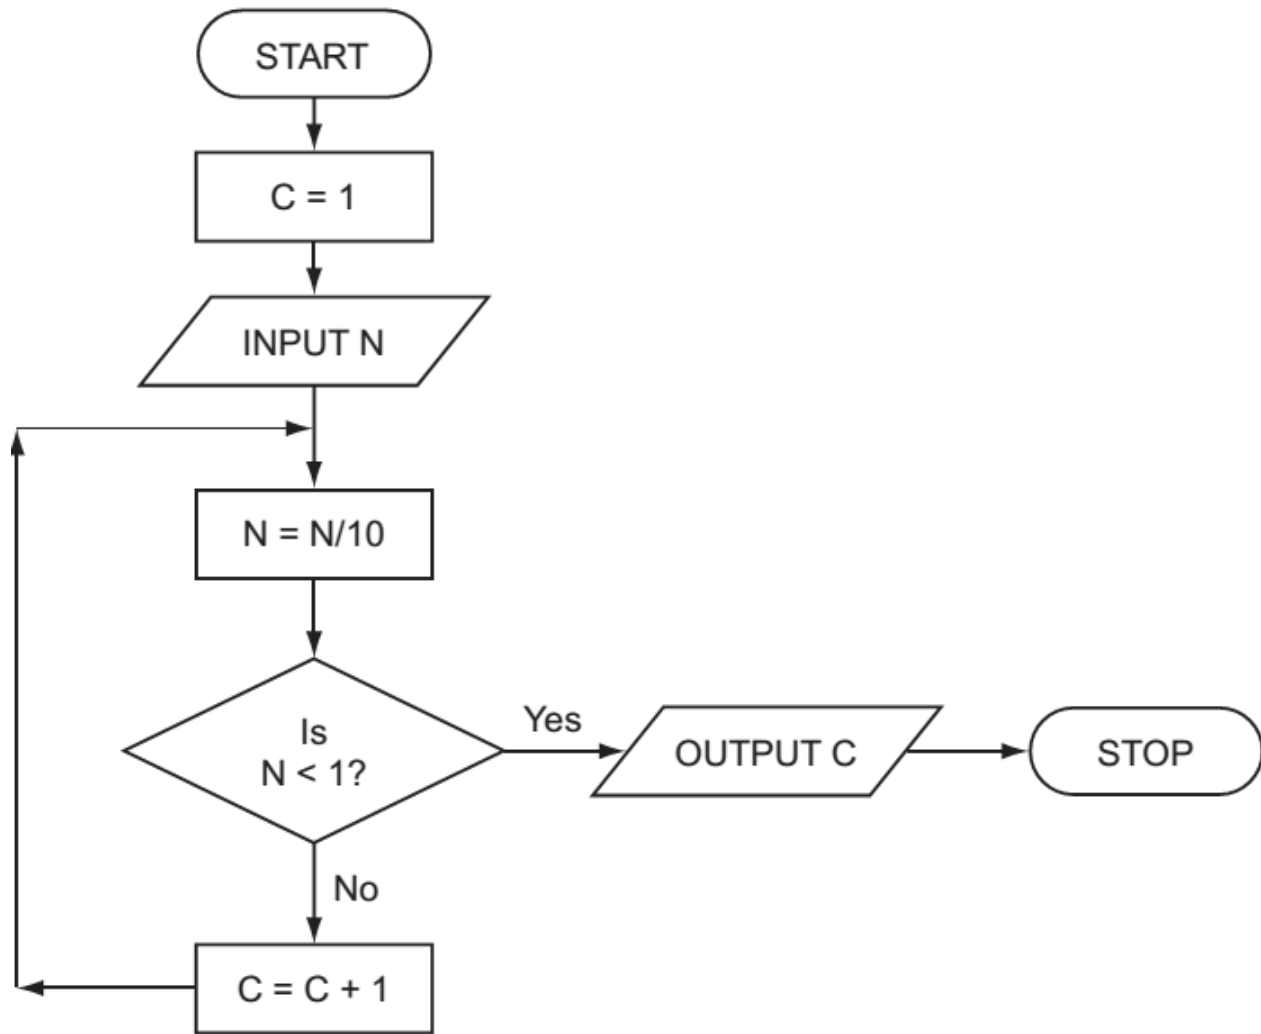 START
C = 1
INPUT N
N = N/10
Is
N < 1?
Yes
OUTPUT C
STOP
No
C = C + 1